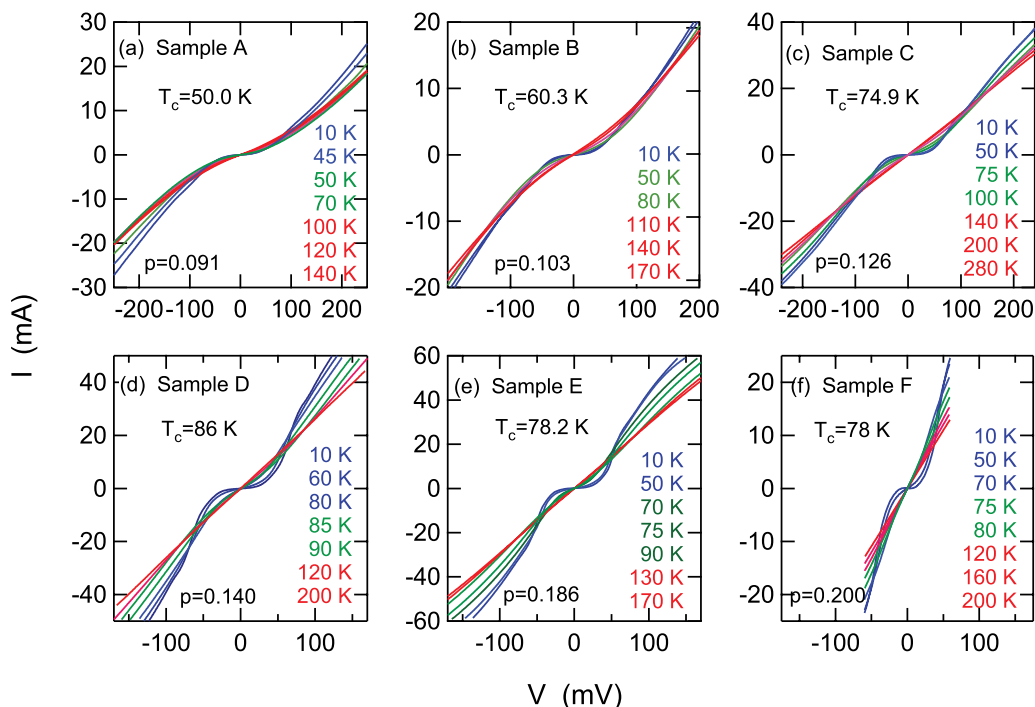 (a) Sample A
T_c=50.0 K
10 K
45 K
50 K
70 K
100 K
120 K
140 K
p=0.091
30
20
10
0
-10
-20
30
-200 -100 0 100 200
(b) Sample B
T_c=60.3 K
10 K
50 K
80 K
110 K
140 K
170 K
p=0.103
20
10
0
-10
20
-100 0 100 200
(c) Sample C
T_c=74.9 K
10 K
50 K
75 K
100 K
140 K
200 K
280 K
p=0.126
40
20
0
-20
-40
-200 -100 0 100 200
I (mA)
(d) Sample D
T_c=86 K
10 K
60 K
80 K
85 K
90 K
120 K
200 K
p=0.140
40
20
0
-20
-40
-100 0 100
(e) Sample E
T_c=78.2 K
10 K
50 K
70 K
75 K
90 K
130 K
170 K
p=0.186
60
40
20
0
-20
-40
-60
-100 0 100
(f) Sample F
T_c=78 K
10 K
50 K
70 K
75 K
80 K
120 K
160 K
200 K
p=0.200
20
10
0
-10
-20
-100 0 100
V (mV)